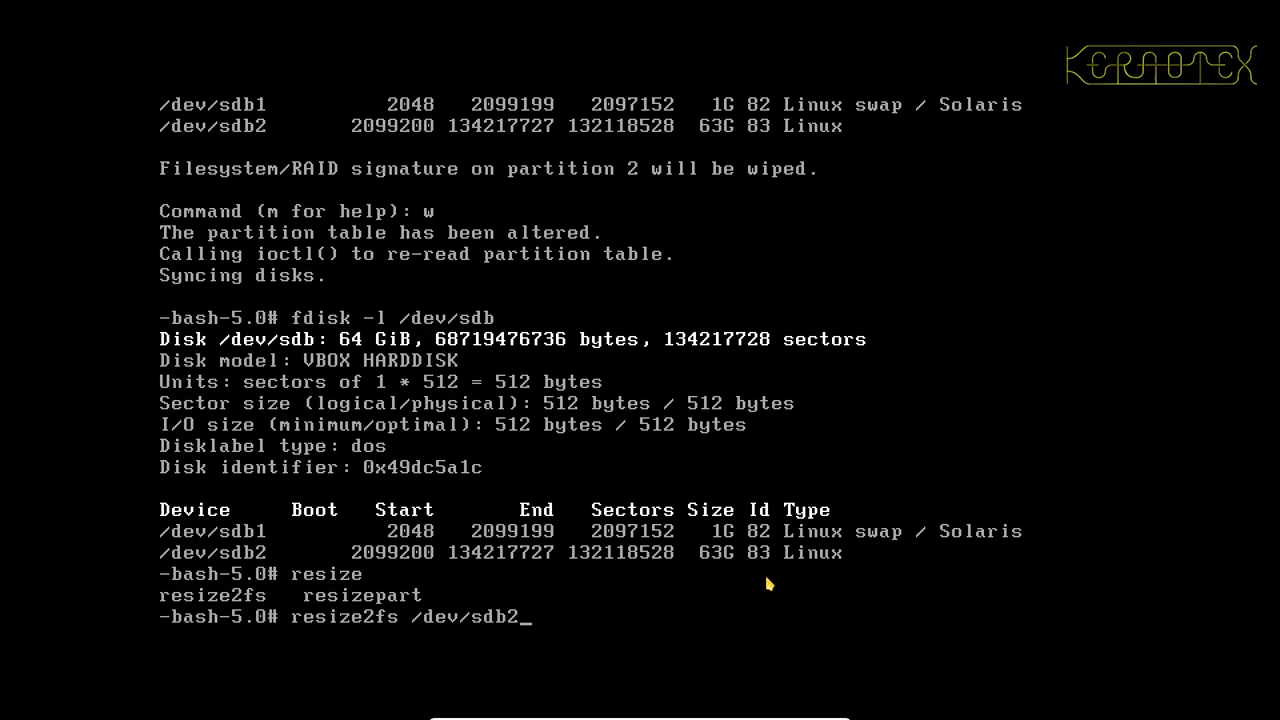 KERNOTEX
/dev/sdb1          2048   2099199   2097152   1G 82 Linux swap / Solaris
/dev/sdb2       2099200 134217727 132118528  63G 83 Linux
Filesystem/RAID signature on partition 2 will be wiped.
Command (m for help): w
The partition table has been altered.
Calling ioctl() to re-read partition table.
Syncing disks.
-bash-5.0# fdisk -l /dev/sdb
Disk /dev/sdb: 64 GiB, 68719476736 bytes, 134217728 sectors
Disk model: VBOX HARDDISK
Units: sectors of 1 * 512 = 512 bytes
Sector size (logical/physical): 512 bytes / 512 bytes
I/O size (minimum/optimal): 512 bytes / 512 bytes
Disklabel type: dos
Disk identifier: 0x49dc5a1c
Device     Boot   Start       End   Sectors Size Id Type
/dev/sdb1          2048   2099199   2097152   1G 82 Linux swap / Solaris
/dev/sdb2       2099200 134217727 132118528  63G 83 Linux
-bash-5.0# resize
resize2fs   resizepart
-bash-5.0# resize2fs /dev/sdb2_